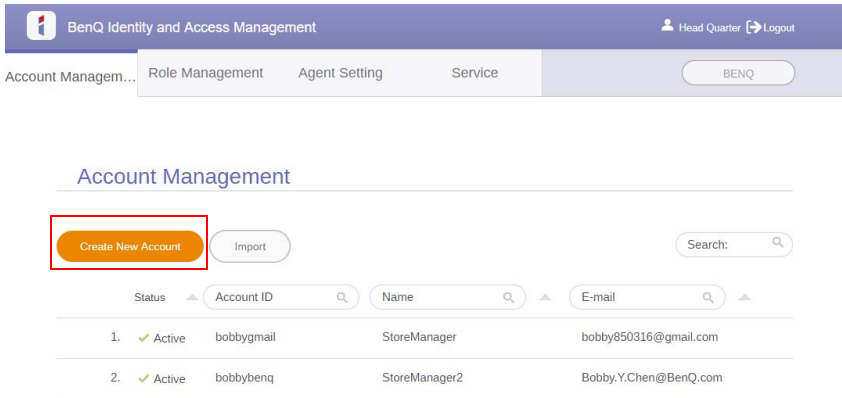 BenQ Identity and Access Management
Head Quarter Logout
Account Managem... Role Management Agent Setting Service BENQ
Account Management
Create New Account Import Search:
Status Account ID Name E-mail
1. Active bobbygmail StoreManager bobby850316@gmail.com
2. Active bobbybenq StoreManager2 Bobby.Y.Chen@BenQ.com